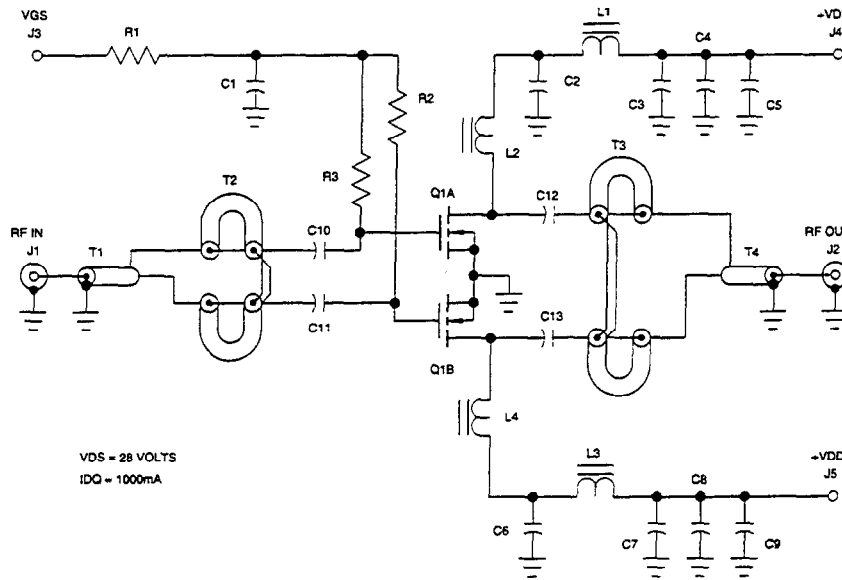 VGS
J3
R1
C1
R2
R3
L1
+VD
J4
C4
C2
C3
C5
L2
T3
Q1A
C12
T2
C10
RF IN
J1
T1
C11
C13
Q1B
RF OU
J2
T4
L4
L3
+VDD
J5
C8
C6
C7
C9
VDS = 28 VOLTS
IDQ = 1000mA